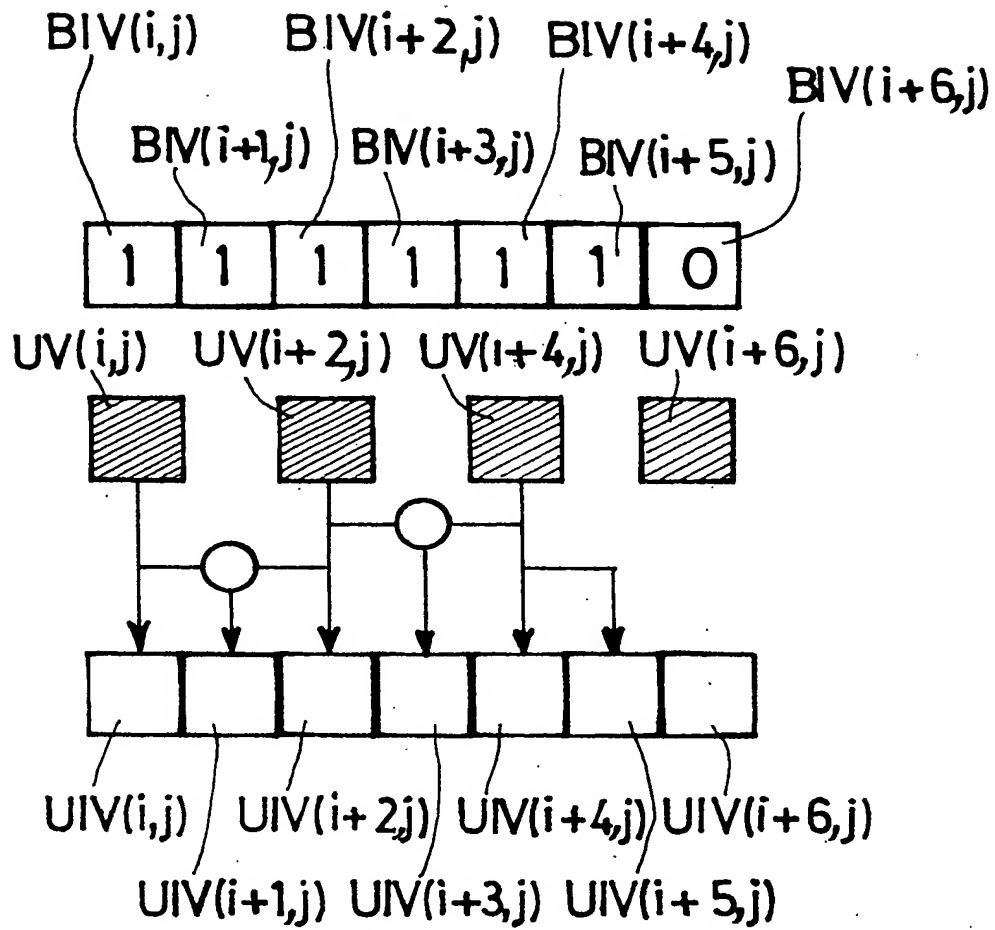 BIV(i,j) BIV(i+2,j) BIV(i+4,j)
BIV(i+6,j)
BIV(i+1,j) BIV(i+3,j) BIV(i+5,j)
1 1 1 1 1 1 0
UV(i,j) UV(i+2,j) UV(i+4,j) UV(i+6,j)
UIV(i,j) UIV(i+2,j) UIV(i+4,j) UIV(i+6,j)
UIV(i+1,j) UIV(i+3,j) UIV(i+5,j)